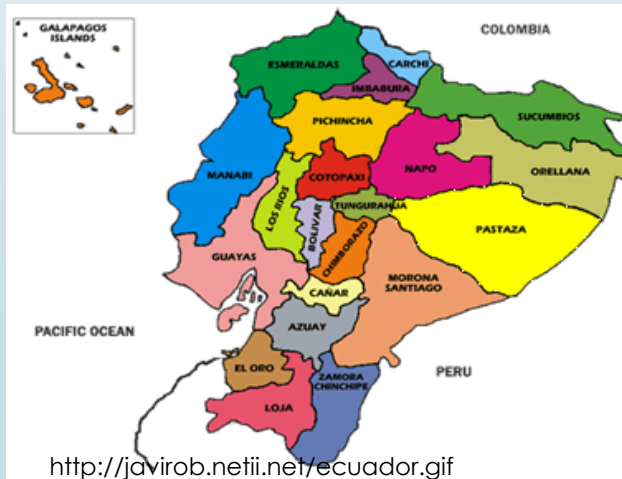 GALAPAGOS
ISLANDS
COLOMBIA
ESMERALDAS
CARCHI
IMBABURA
SUCUMBIOS
PICHINCHA
MANABI
COTOPAXI
NAPO
ORELLANA
LOS RIOS
BOLIVAR
TUNGURAHUA
CHIMBORAZO
PASTAZA
GUAYAS
MORONA
SANTIAGO
CAÑAR
AZUAY
PACIFIC OCEAN
EL ORO
ZAMORA
CHINCHIPE
PERU
LOJA
http://javirob.netii.net/ecuador.gif